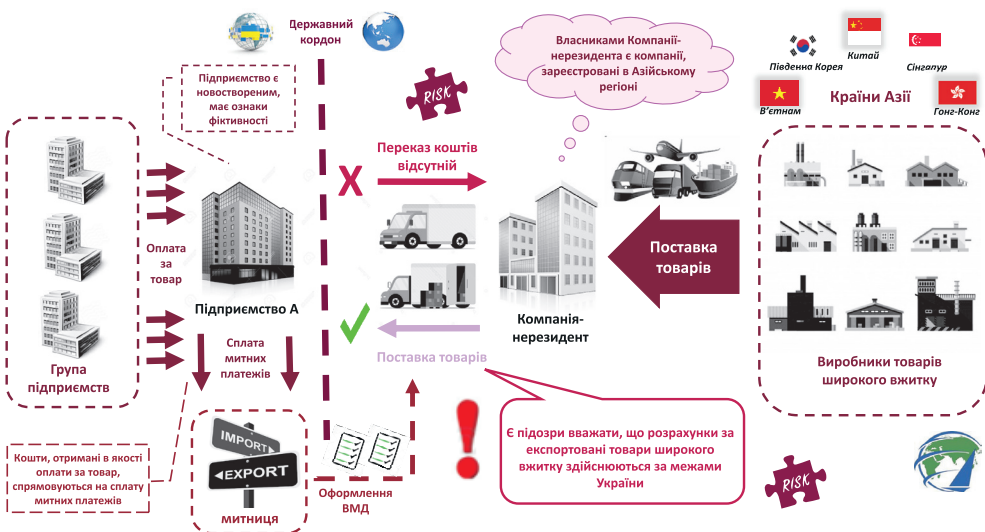 Державний
кордон
Підприємство є
новоствореним,
має ознаки
фіктивності
RISK
Власниками Компанії-
нерезидента є компанії,
зареєстровані в Азійському
регіоні
Південна Корея
Китай
Сінгапур
В'єтнам
Країни Азії
Гонг-Конг
Переказ коштів
відсутній
X
Оплата
за
товар
Підприємство А
Група
підприємств
Сплата
митних
платежів
Поставка товарів
Компанія-
нерезидент
Поставка
товарів
Виробники товарів
широкого вжитку
Кошти, отримані в якості
оплати за товар,
спрямовуються на сплату
митних платежів
IMPORT
EXPORT
митниця
Оформлення
ВМД
Є підозри вважати, що розрахунки за
експортовані товари широкого
вжитку здійснюються за межами
України
RISK